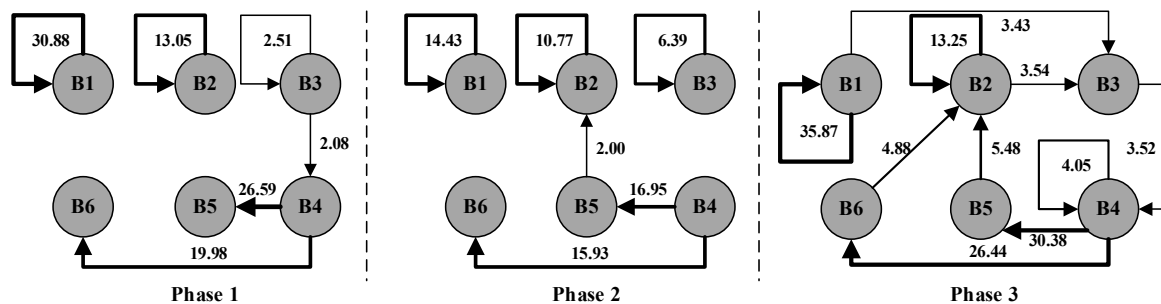 30.88
13.05
2.51
B1
B2
B3
2.08
26.59
B6
B5
B4
19.98
Phase 1
14.43
10.77
6.39
B1
B2
B3
2.00
16.95
B6
B5
B4
15.93
Phase 2
3.43
13.25
3.54
B1
B2
B3
35.87
4.88
5.48
3.52
4.05
B6
B5
B4
30.38
26.44
Phase 3